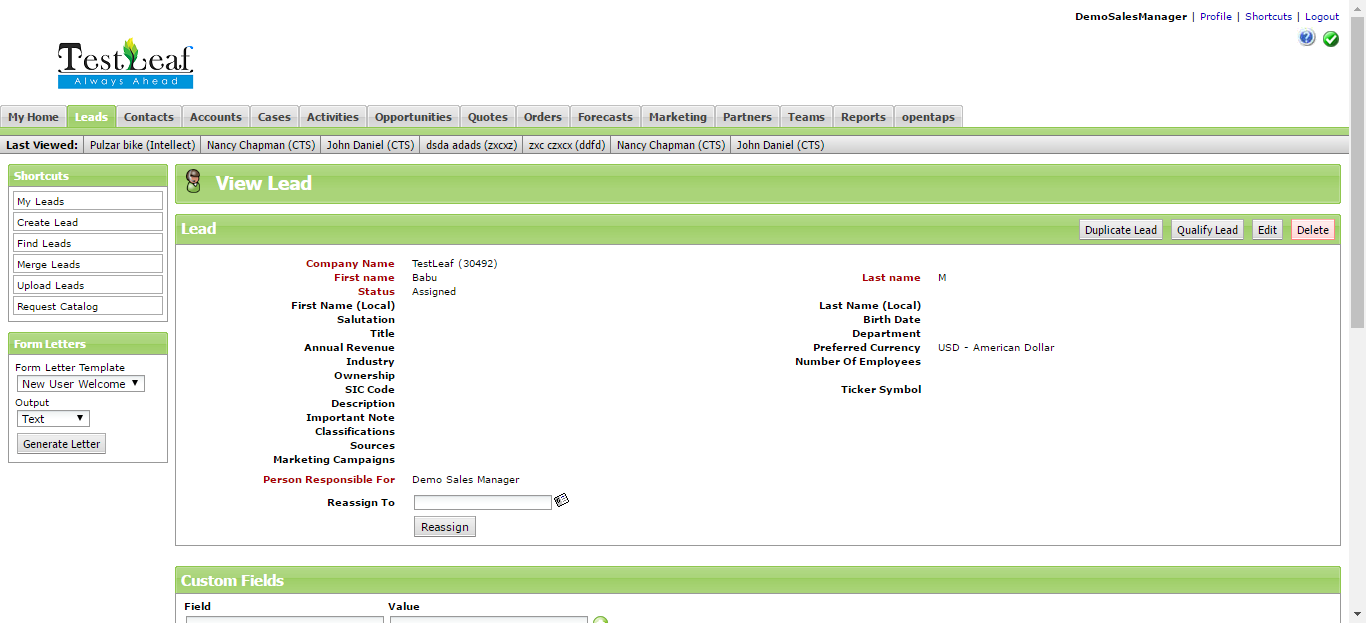 DemoSalesManager | Profile | Shortcuts | Logout
TestLeaf
Always Ahead
My Home Leads Contacts Accounts Cases Activities Opportunities Quotes Orders Forecasts Marketing Partners Teams Reports opentaps
Last Viewed: Pulzar bike (Intellect) Nancy Chapman (CTS) John Daniel (CTS) dsda adads (zxcxz) zxc czxcx (ddfd) Nancy Chapman (CTS) John Daniel (CTS)
Shortcuts
My Leads
Create Lead
Find Leads
Merge Leads
Upload Leads
Request Catalog
Form Letters
Form Letter Template
New User Welcome
Output
Text
Generate Letter
View Lead
Lead Duplicate Lead Qualify Lead Edit Delete
Company Name TestLeaf (30492)
First name Babu Last name M
Status Assigned
First Name (Local) Last Name (Local)
Salutation Birth Date
Title Department
Annual Revenue Preferred Currency USD - American Dollar
Industry Number Of Employees
Ownership
SIC Code Ticker Symbol
Description
Important Note
Classifications
Sources
Marketing Campaigns
Person Responsible For Demo Sales Manager
Reassign To
Reassign
Custom Fields
Field Value